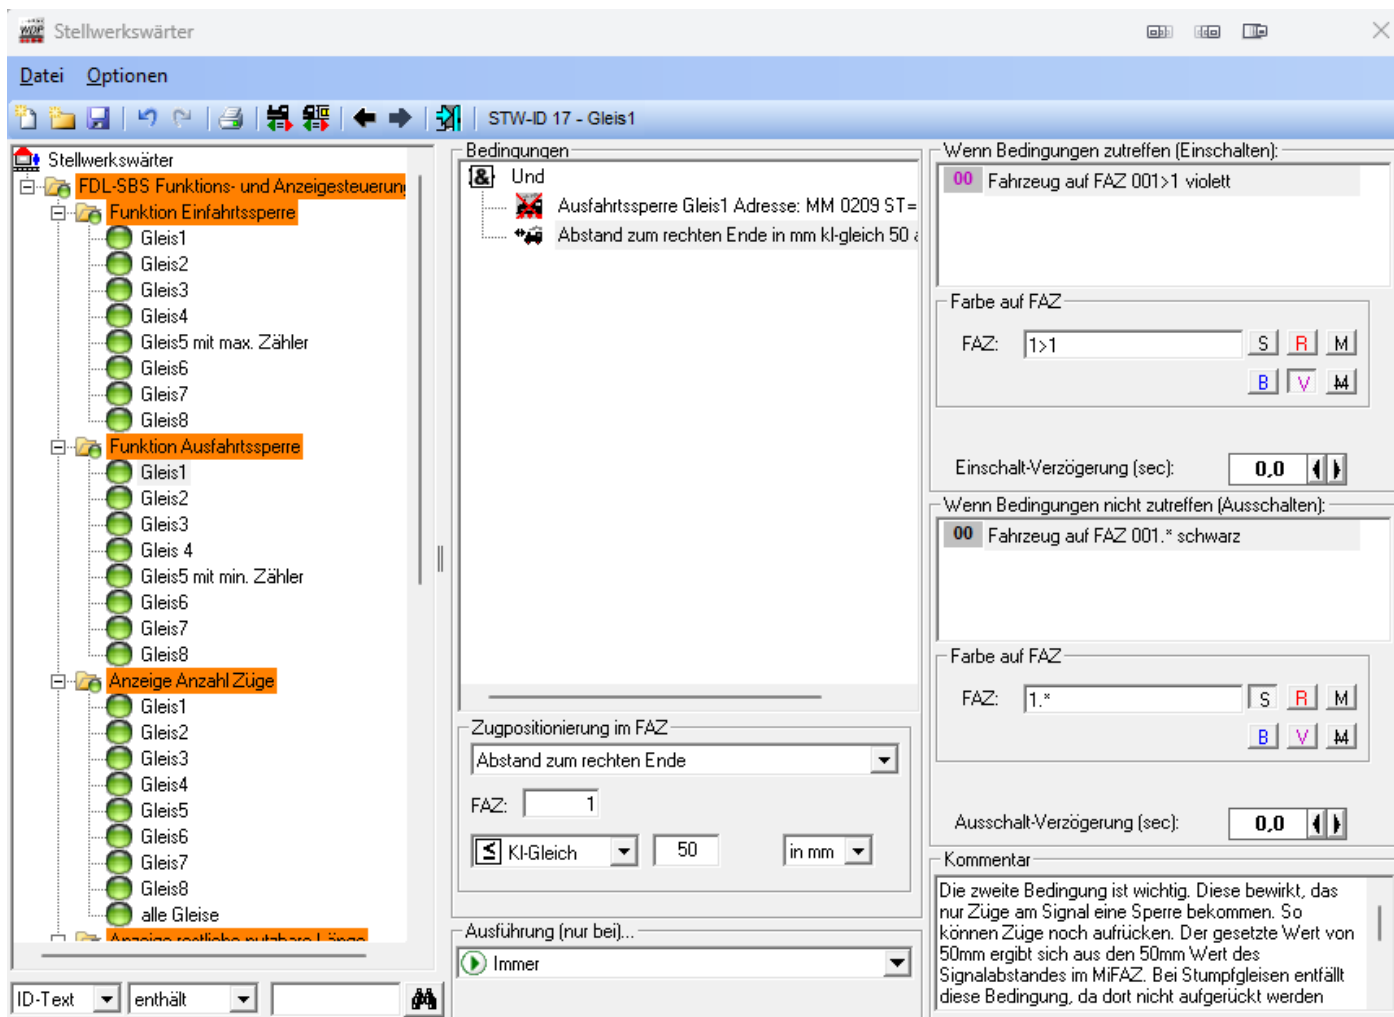 WDP Stellwerkswärter
Datei Optionen
STW-ID 17 - Gleis1
Stellwerkswärter
FDL-SBS Funktions- und Anzeigesteuerung
Funktion Einfahrtssperre
Gleis1
Gleis2
Gleis3
Gleis4
Gleis5 mit max. Zähler
Gleis6
Gleis7
Gleis8
Funktion Ausfahrtssperre
Gleis1
Gleis2
Gleis3
Gleis 4
Gleis5 mit min. Zähler
Gleis6
Gleis7
Gleis8
Anzeige Anzahl Züge
Gleis1
Gleis2
Gleis3
Gleis4
Gleis5
Gleis6
Gleis7
Gleis8
alle Gleise
Anzeige restliche nutzbare Länge
ID-Text enthält
Bedingungen
& Und
Ausfahrtssperre Gleis1 Adresse: MM 0209 ST=
Abstand zum rechten Ende in mm kl-gleich 50
Zugpositionierung im FAZ
Abstand zum rechten Ende
FAZ: 1
≤ Kl-Gleich 50 in mm
Ausführung (nur bei)...
Immer
Wenn Bedingungen zutreffen (Einschalten):
00 Fahrzeug auf FAZ 001>1 violett
Farbe auf FAZ
FAZ: 1>1 S R M
B V M
Einschalt-Verzögerung (sec): 0,0
Wenn Bedingungen nicht zutreffen (Ausschalten):
00 Fahrzeug auf FAZ 001.* schwarz
Farbe auf FAZ
FAZ: 1.* S R M
B V M
Ausschalt-Verzögerung (sec): 0,0
Kommentar
Die zweite Bedingung ist wichtig. Diese bewirkt, das
nur Züge am Signal eine Sperre bekommen. So
können Züge noch aufrücken. Der gesetzte Wert von
50mm ergibt sich aus den 50mm Wert des
Signalabstandes im MiFAZ. Bei Stumpfgleisen entfällt
diese Bedingung, da dort nicht aufgerückt werden